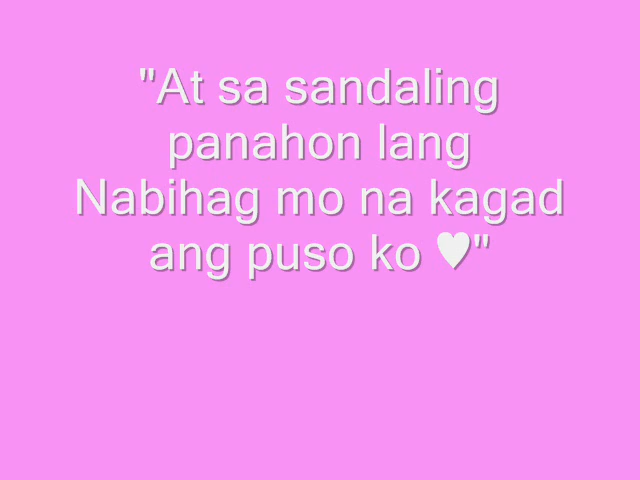 "At sa sandaling
panahon lang
Nabihag mo na kagad
ang puso ko ♥"